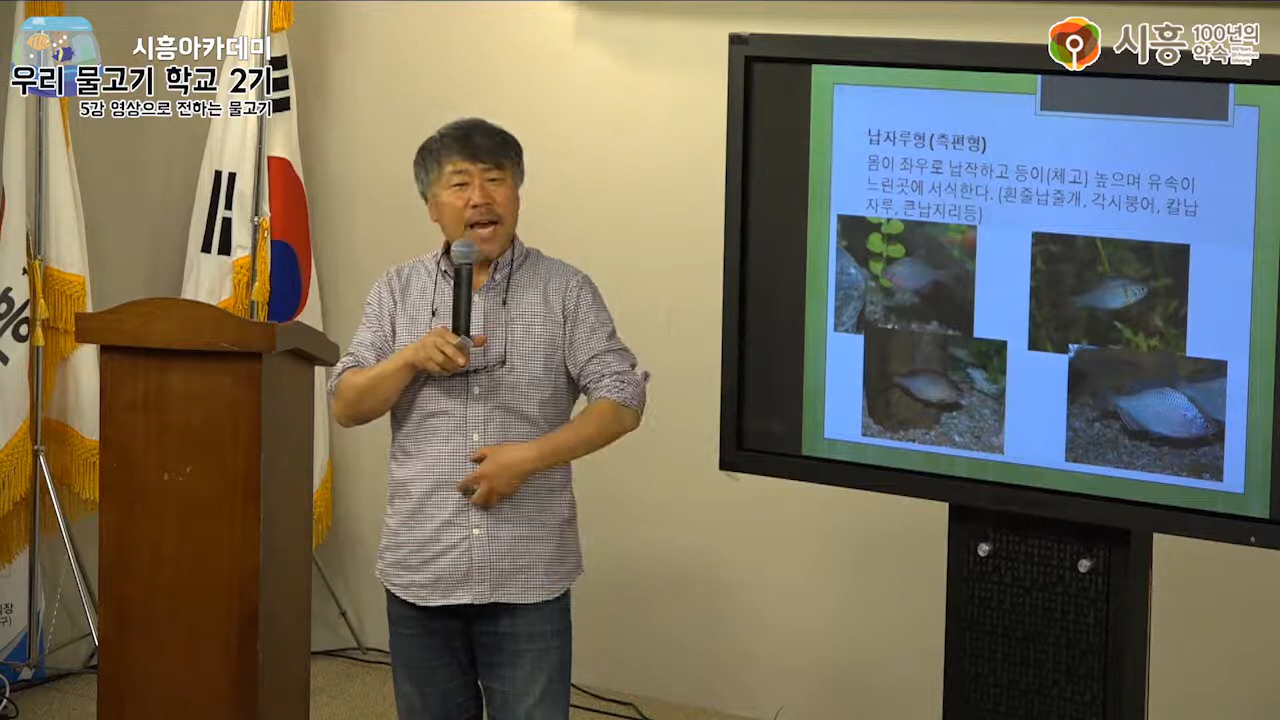 시흥아카데미
우리 물고기 학교 2기
5감 영상으로 전하는 물고기
시흥 100년의 약속
납자루형(측편형)
몸이 좌우로 납작하고 등이(체고) 높으며 유속이
느린곳에 서식한다. (흰줄납줄개, 각시붕어, 칼납
자루, 큰납지리등)